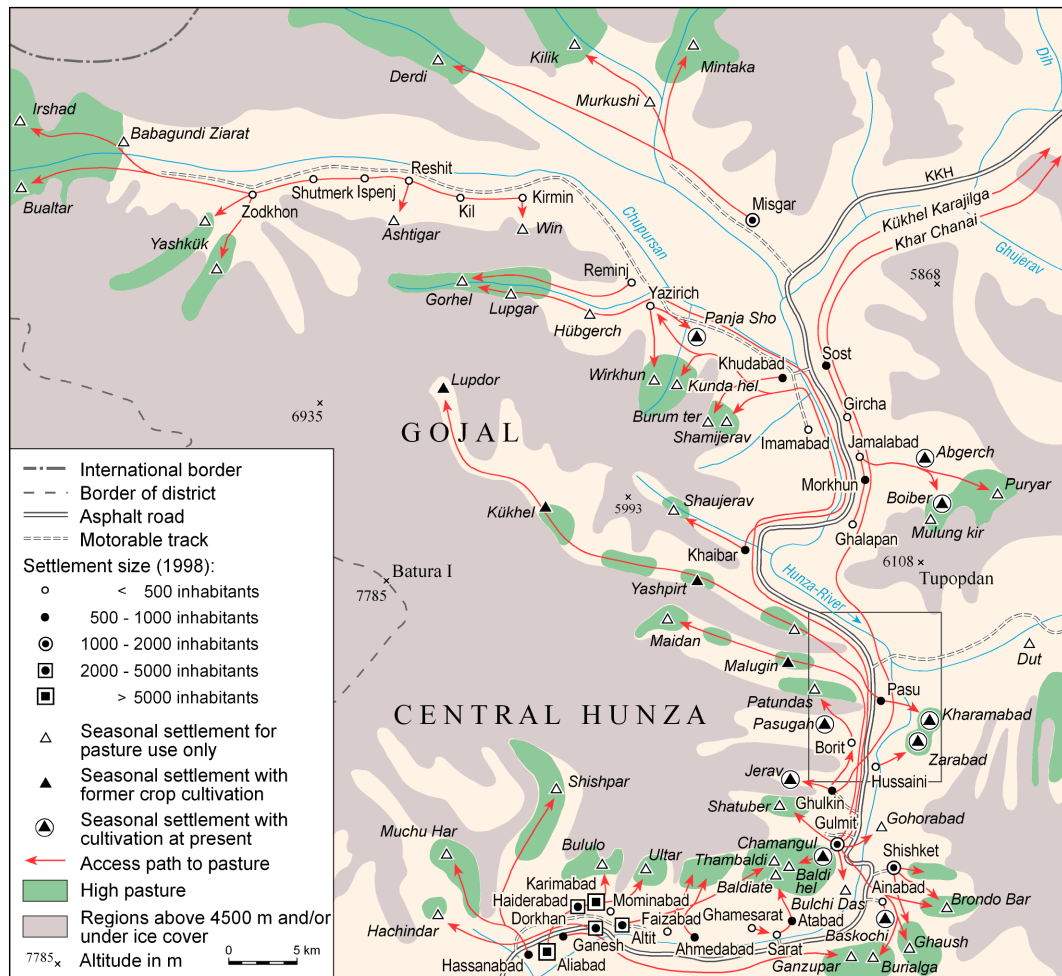 Derdi
Kilik
Mintaka
Dih
Murkushi
Irshad
Babagundi Ziarat
Bualtar
Reshit
Shutmerk
Ispenj
Zodkhon
Kil
Kirmin
Yashkük
Ashtigar
Win
Chupursan
Misgar
KKH
Kükhel Karajilga
Khar Chanai
Ghujerav
5868
Reminj
Gorhel
Lupgar
Hübgerch
Yazirich
Panja Sho
Khudabad
Sost
Wirkhun
Kunda hel
Burum ter
Shamijerav
Imamabad
Gircha
Jamalabad
Abgerch
Lupdor
6935
GOJAL
Morkhun
Boiber
Puryar
Mulung kir
Kükhel
5993
Shaujerav
Khaibar
Ghalapan
6108
Tupopdan
Batura I
7785
Yashpirt
Hunza-River
Maidan
Malugin
Dut
Patundas
Pasu
Kharamabad
CENTRAL HUNZA
Pasugah
Borit
Zarabad
Jerav
Hussaini
Shishpar
Shatuber
Ghulkin
Gulmit
Gohorabad
Muchu Har
Bululo
Ultar
Chamangul
Thambaldi
Baldi
hel
Shishket
Karimabad
Haiderabad
Mominabad
Baldiate
Bulchi Das
Ainabad
Brondo Bar
Dorkhan
Faizabad
Ghamesarat
Atabad
Hachindar
Ganesh
Altit
Baskochi
Hassanabad
Aliabad
Ahmedabad
Sarat
Ghaush
Ganzupar
Burialga
International border
Border of district
Asphalt road
Motorable track
Settlement size (1998):
< 500 inhabitants
500 - 1000 inhabitants
1000 - 2000 inhabitants
2000 - 5000 inhabitants
> 5000 inhabitants
Seasonal settlement for
pasture use only
Seasonal settlement with
former crop cultivation
Seasonal settlement with
cultivation at present
Access path to pasture
High pasture
Regions above 4500 m and/or
under ice cover
7785 Altitude in m
0 5 km